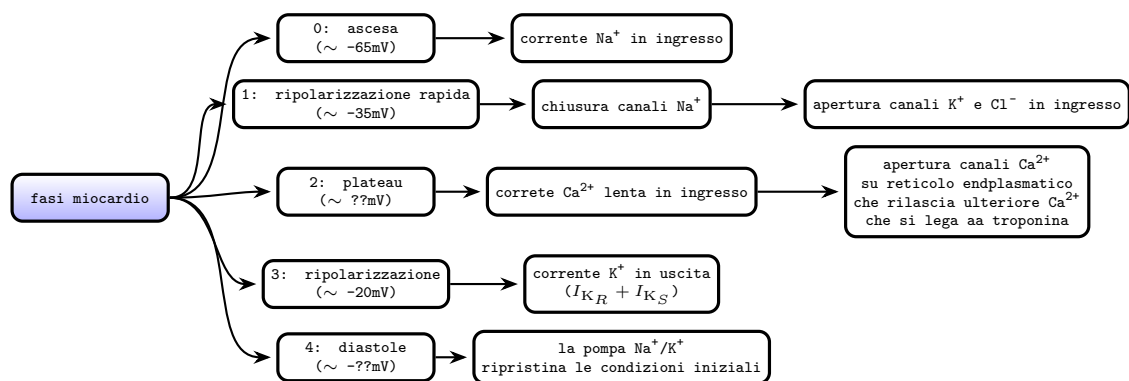 0: ascesa
(∼ -65mV)
corrente Na⁺ in ingresso
1: ripolarizzazione rapida
(∼ -35mV)
chiusura canali Na⁺
apertura canali K⁺ e Cl⁻ in ingresso
fasi miocardio
2: plateau
(∼ ??mV)
correte Ca²⁺ lenta in ingresso
apertura canali Ca²⁺
su reticolo endplasmatico
che rilascia ulteriore Ca²⁺
che si lega aa troponina
3: ripolarizzazione
(∼ -20mV)
corrente K⁺ in uscita
(I_{K_R} + I_{K_S})
4: diastole
(∼ -??mV)
la pompa Na⁺/K⁺
ripristina le condizioni iniziali